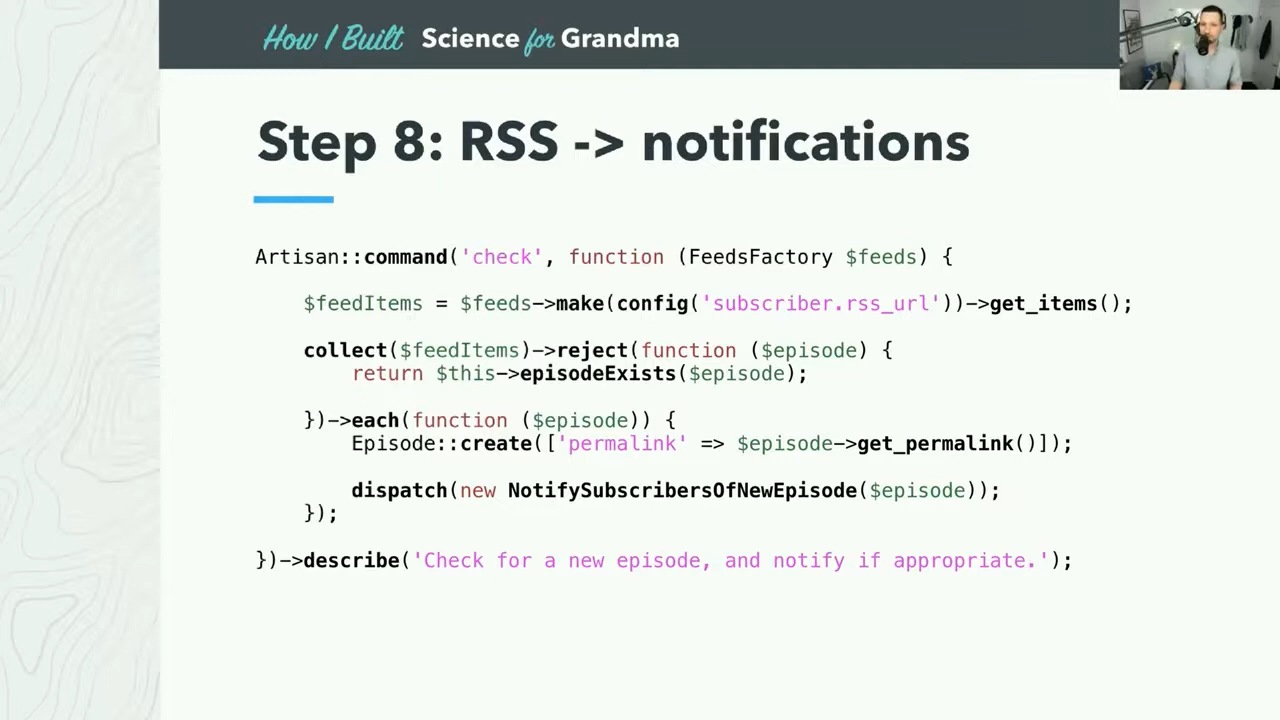 How I Built Science for Grandma
Step 8: RSS -> notifications
Artisan::command('check', function (FeedsFactory $feeds) {
$feedItems = $feeds->make(config('subscriber.rss_url'))->get_items();
collect($feedItems)->reject(function ($episode) {
return $this->episodeExists($episode);
})->each(function ($episode)) {
Episode::create(['permalink' => $episode->get_permalink()]);
dispatch(new NotifySubscribersOfNewEpisode($episode));
});
})->describe('Check for a new episode, and notify if appropriate.');